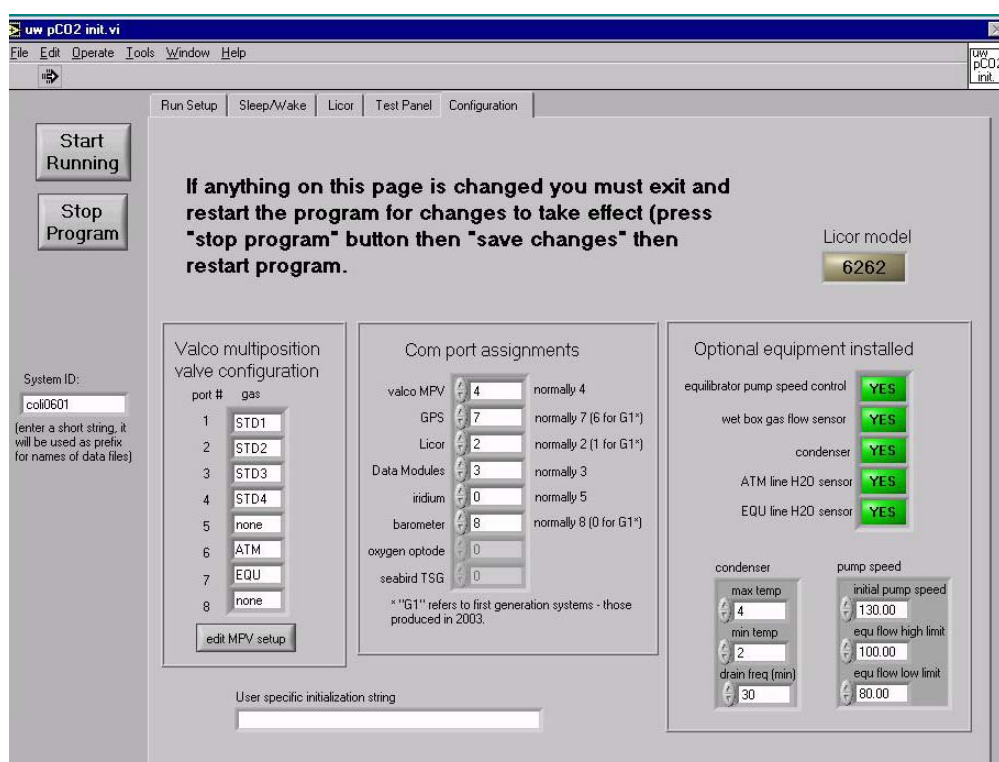 uw pCO2 init.vi
File Edit Operate Tools Window Help
uw
pCO2
init.
Run Setup Sleep/Wake Licor Test Panel Configuration
Start
Running
Stop
Program
If anything on this page is changed you must exit and
restart the program for changes to take effect (press
"stop program" button then "save changes" then
restart program.
Licor model
6262
System ID:
coli0601
(enter a short string, it
will be used as prefix
for names of data files)
Valco multiposition
valve configuration
port # gas
1 STD1
2 STD2
3 STD3
4 STD4
5 none
6 ATM
7 EQU
8 none
edit MPV setup
Com port assignments
valco MPV 4 normally 4
GPS 7 normally 7 (6 for G1*)
Licor 2 normally 2 (1 for G1*)
Data Modules 3 normally 3
iridium 0 normally 5
barometer 8 normally 8 (0 for G1*)
oxygen optode 0
seabird TSG 0
* "G1" refers to first generation systems - those
produced in 2003.
Optional equipment installed
equilibrator pump speed control YES
wet box gas flow sensor YES
condenser YES
ATM line H2O sensor YES
EQU line H2O sensor YES
condenser
max temp
4
min temp
2
drain freq (min)
30
pump speed
initial pump speed
130.00
equ flow high limit
100.00
equ flow low limit
80.00
User specific initialization string